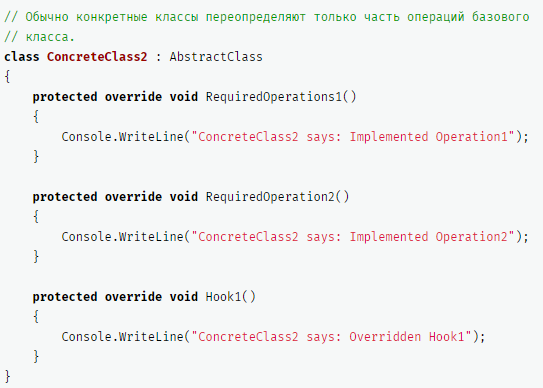 // Обычно конкретные классы переопределяют только часть операций базового
// класса.
class ConcreteClass2 : AbstractClass
{
    protected override void RequiredOperations1()
    {
        Console.WriteLine("ConcreteClass2 says: Implemented Operation1");
    }

    protected override void RequiredOperation2()
    {
        Console.WriteLine("ConcreteClass2 says: Implemented Operation2");
    }

    protected override void Hook1()
    {
        Console.WriteLine("ConcreteClass2 says: Overridden Hook1");
    }
}